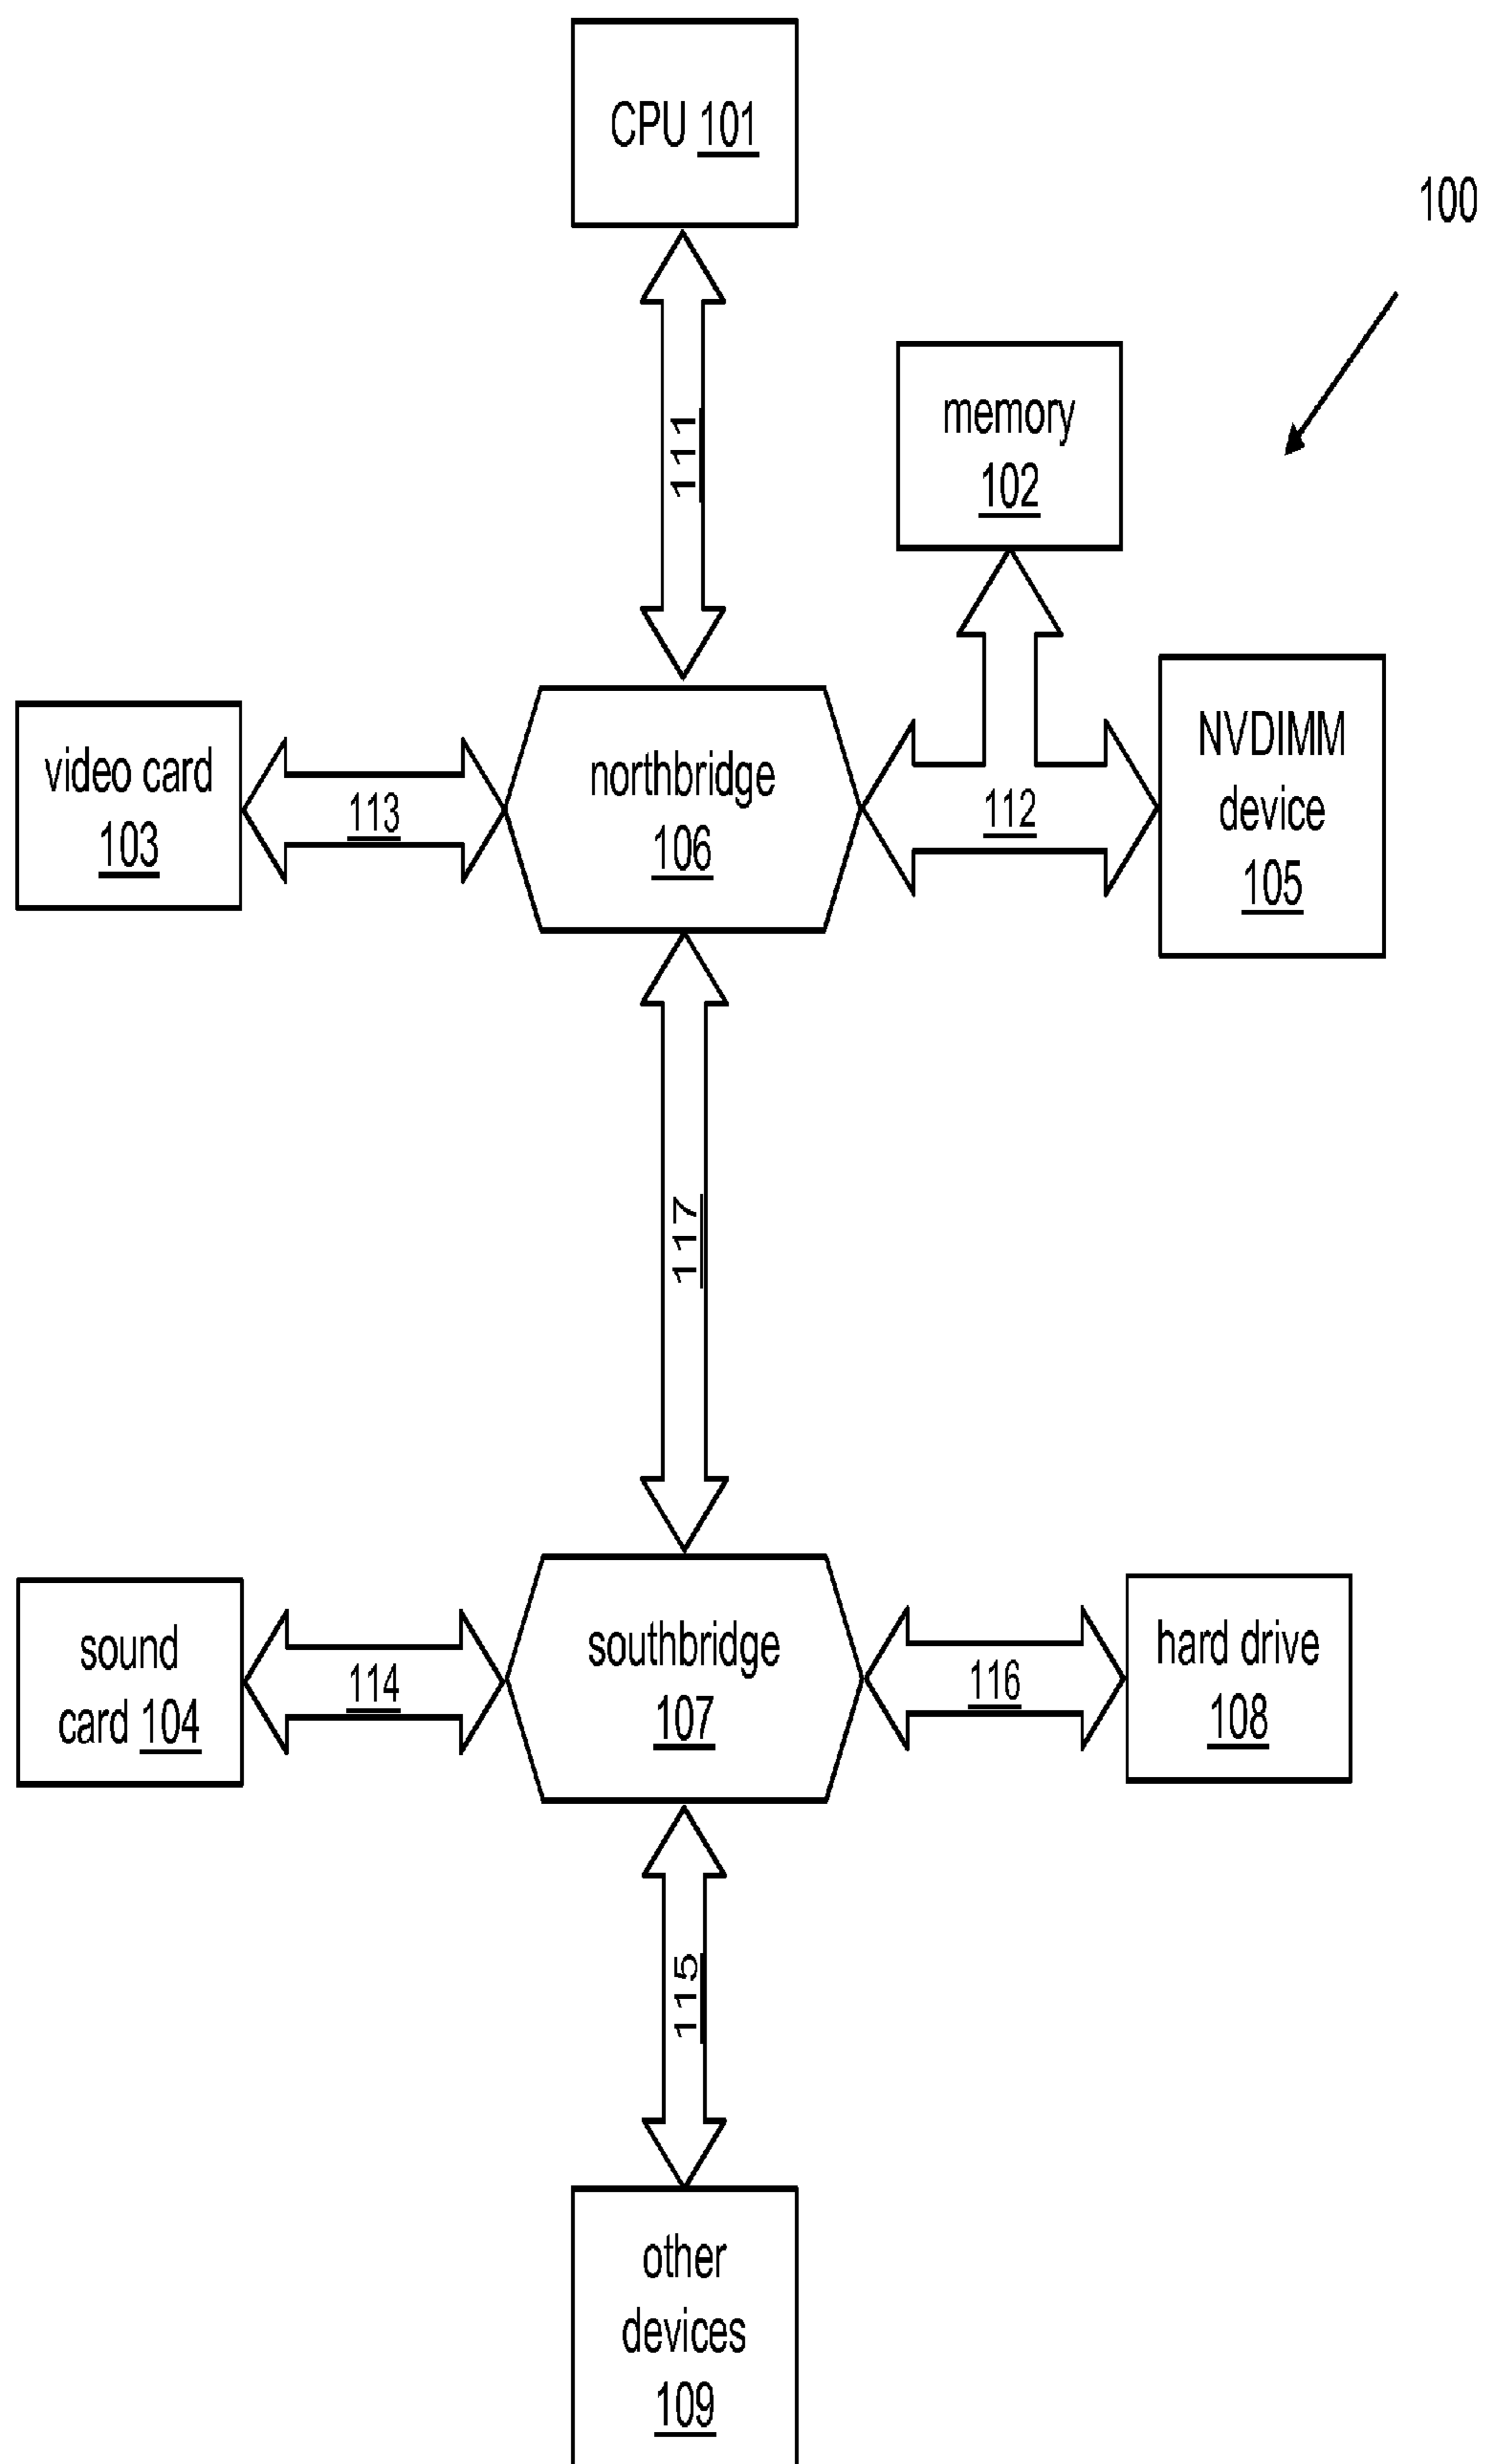 CPU 101
100
111
memory
102
video card
103
113
northbridge
106
112
NVDIMM
device
105
117
sound
card 104
114
southbridge
107
116
hard drive
108
115
other
devices
109